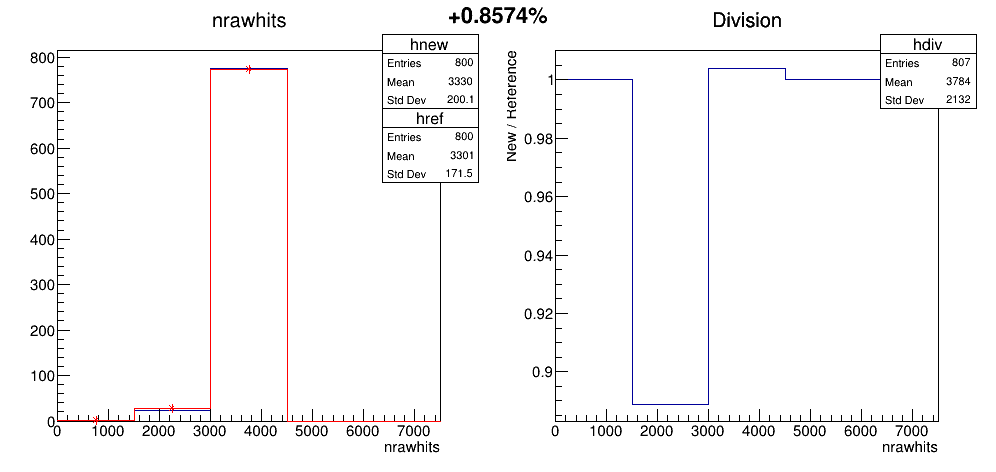 +0.8574%
nrawhits
hnew
Entries 800
Mean 3330
Std Dev 200.1
href
Entries 800
Mean 3301
Std Dev 171.5
800
700
600
500
400
300
200
100
0
0 1000 2000 3000 4000 5000 6000 7000
nrawhits
Division
hdiv
Entries 807
Mean 3784
Std Dev 2132
New / Reference
1
0.98
0.96
0.94
0.92
0.9
0 1000 2000 3000 4000 5000 6000 7000
nrawhits